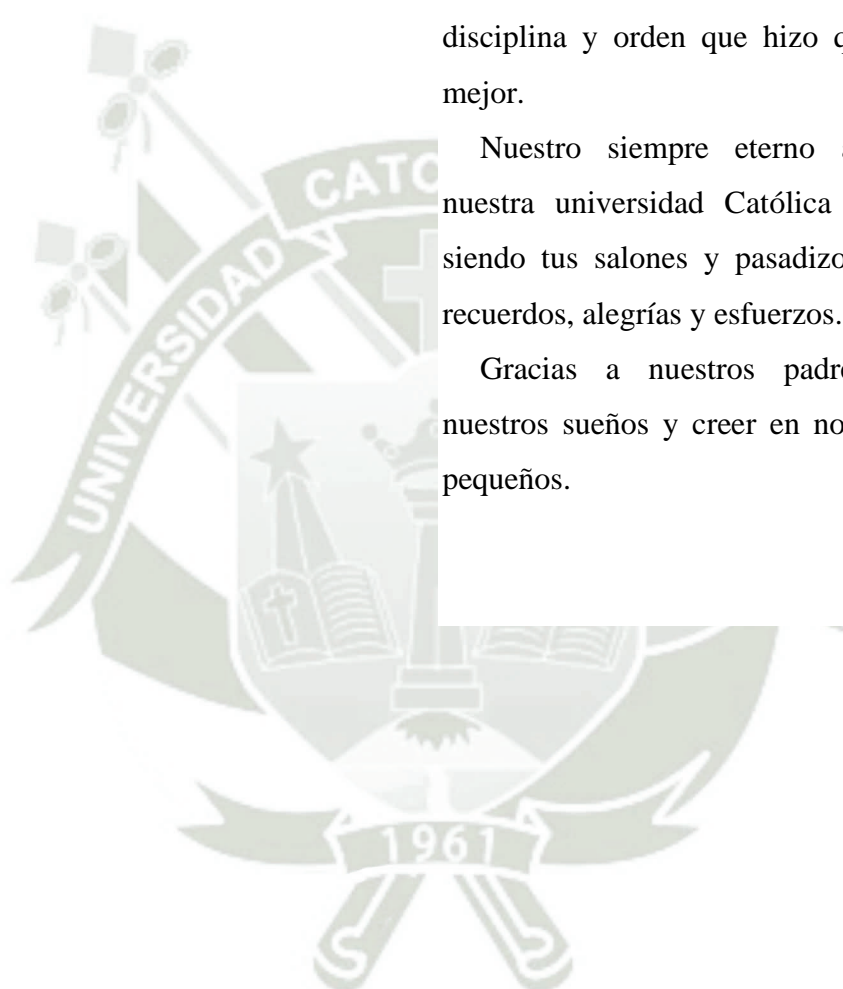 disciplina y orden que hizo
mejor.
Nuestro siempre eterno
nuestra universidad Católica
siendo tus salones y pasadizo
recuerdos, alegrías y esfuerzos.
Gracias a nuestros padr
nuestros sueños y creer en no
pequeños.
UNIVERSIDAD
CATO
1961